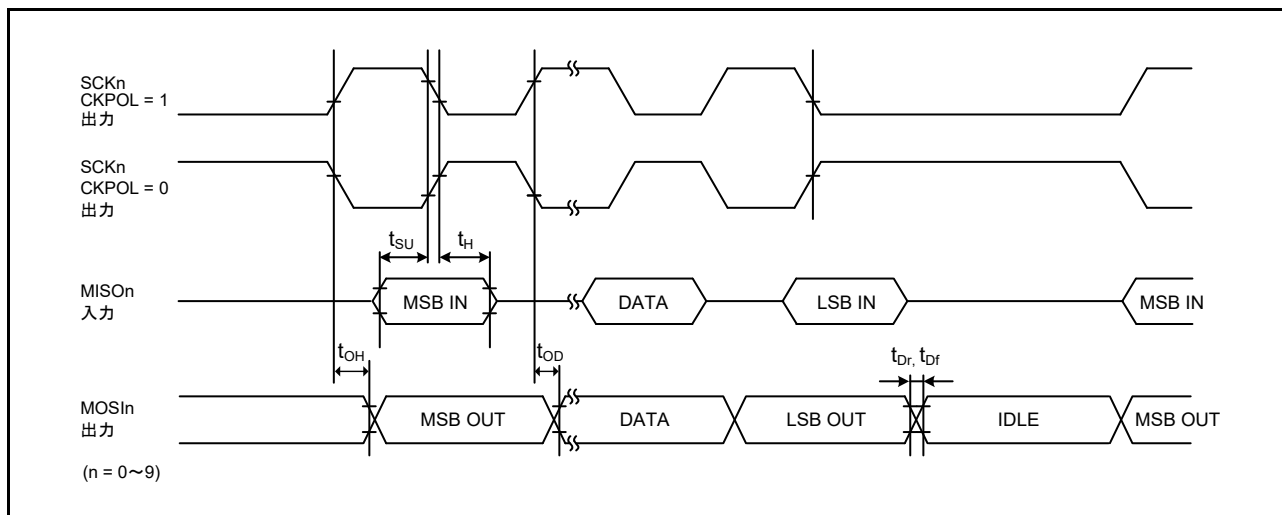 SCKn
CKPOL = 1
出力
SCKn
CKPOL = 0
出力
tSU
tH
MISOn
入力
MSB IN
DATA
LSB IN
MSB IN
tOH
tOD
tDr, tDf
MOSIn
出力
MSB OUT
DATA
LSB OUT
IDLE
MSB OUT
(n = 0～9)